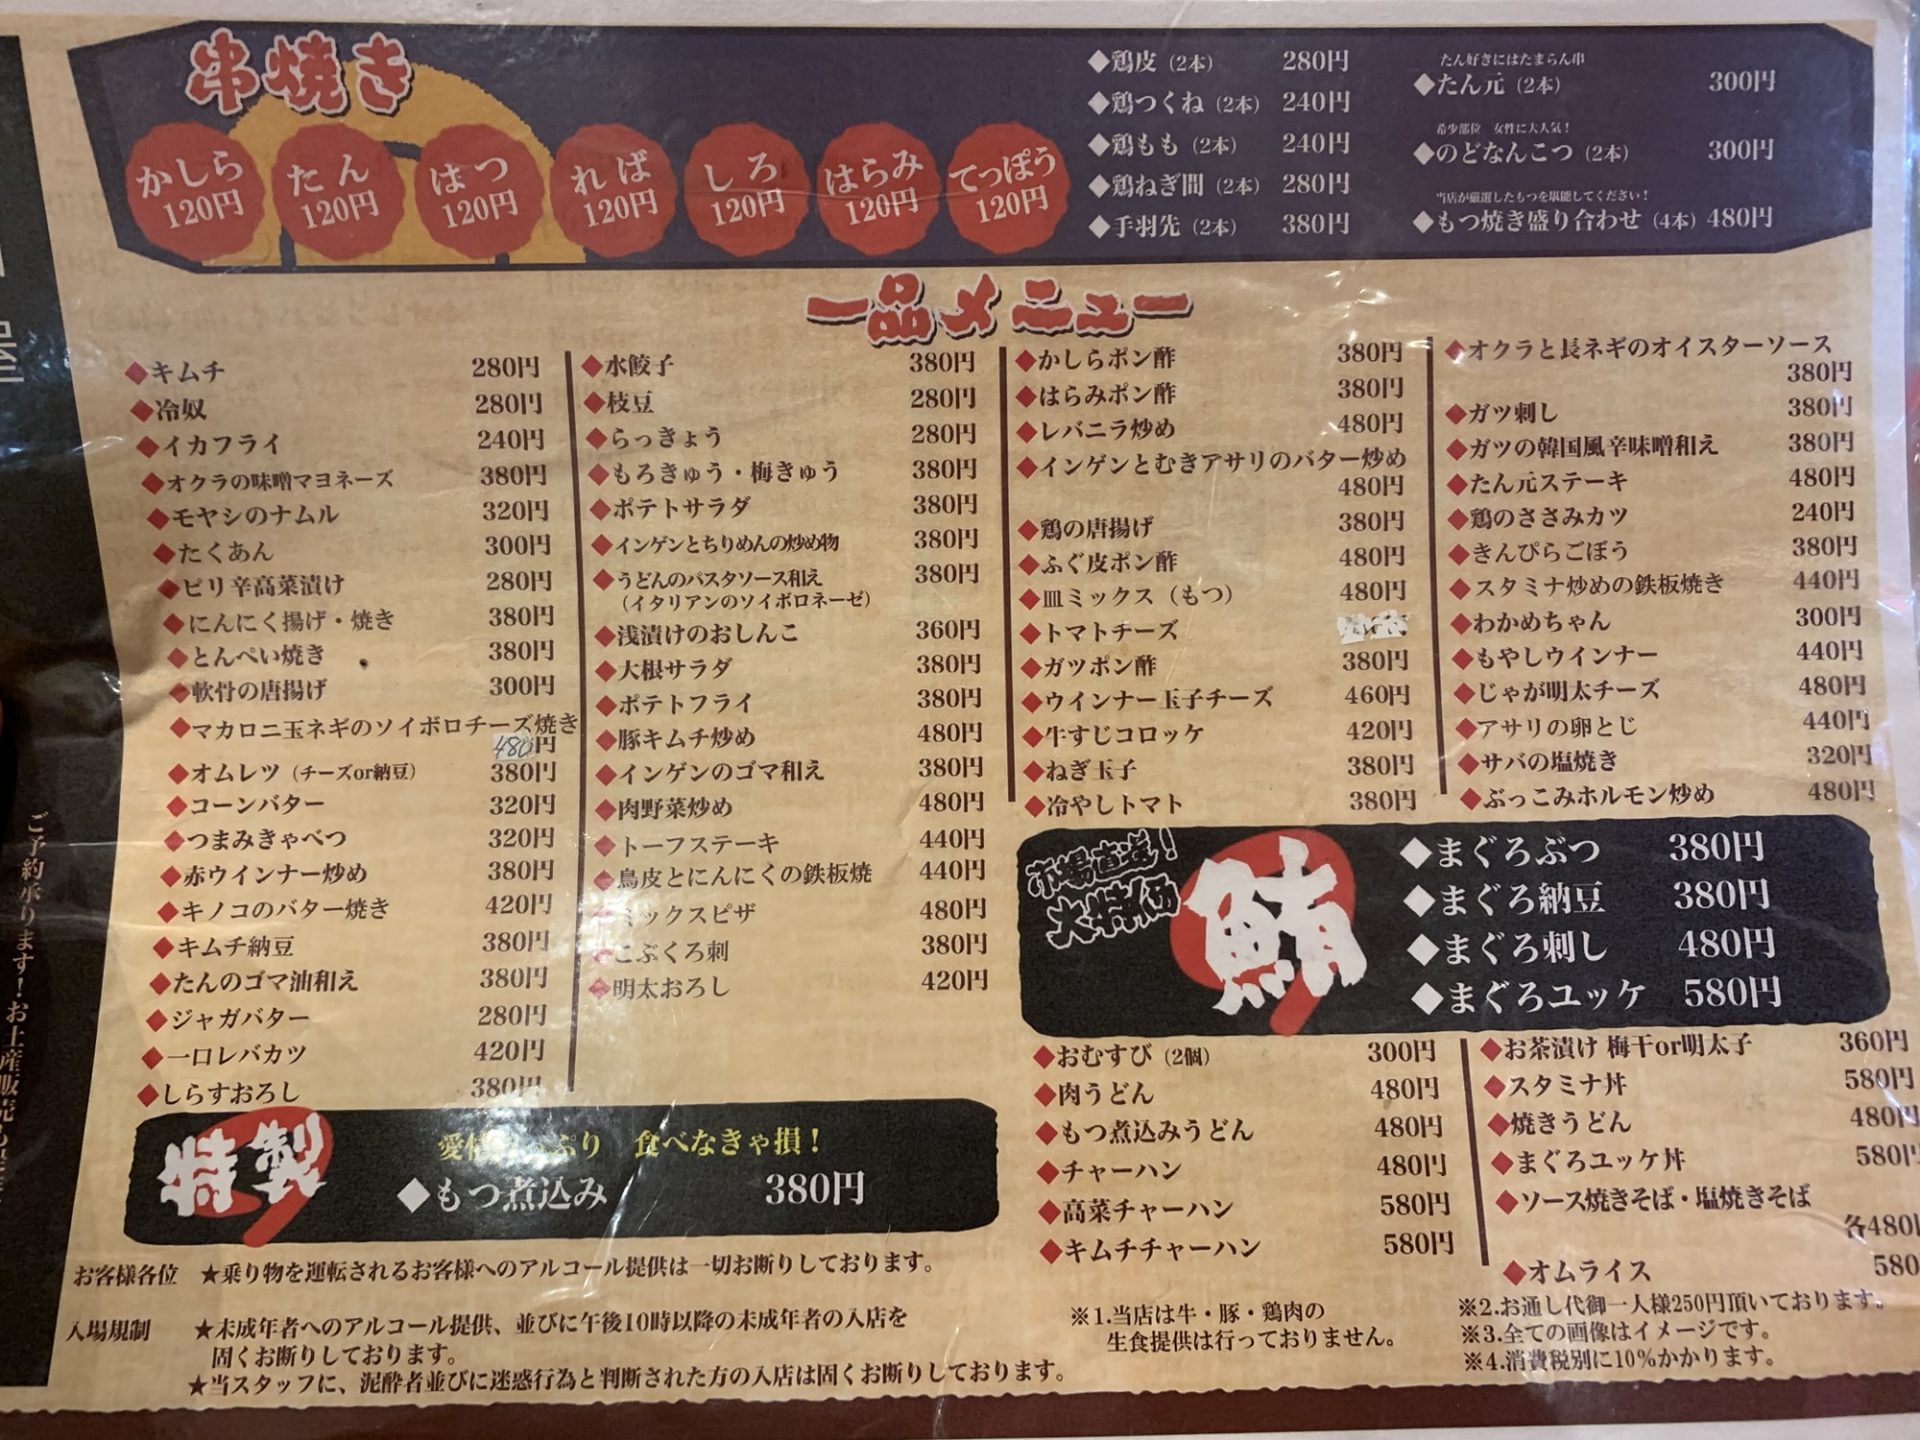 串焼き
かしら
120円
たん
120円
はつ
120円
れば
120円
しろ
120円
はらみ
120円
てっぽう
120円
◆鶏皮(2本) 280円
◆鶏つくね(2本) 240円
◆鶏もも(2本) 240円
◆鶏ねぎ間(2本) 280円
◆手羽先(2本) 380円
たん好きにはたまらん串
◆たん元(2本) 300円
希少部位 女性に大人気!
◆のどなんこつ(2本) 300円
当店が厳選したもつを堪能してください!
◆もつ焼き盛り合わせ(4本) 480円
一品メニュー
◆キムチ 280円
◆冷奴 280円
◆イカフライ 240円
◆オクラの味噌マヨネーズ 380円
◆モヤシのナムル 320円
◆たくあん 300円
◆ピリ辛高菜漬け 280円
◆にんにく揚げ・焼き 380円
◆とんぺい焼き 380円
◆軟骨の唐揚げ 300円
◆マカロニ玉ネギのソイボロチーズ焼き
480円
◆オムレツ(チーズor納豆) 380円
◆コーンバター 320円
◆つまみきゃべつ 320円
◆赤ウインナー炒め 380円
◆キノコのバター焼き 420円
◆キムチ納豆 380円
◆たんのゴマ油和え 380円
◆ジャガバター 280円
◆一口レバカツ 420円
◆しらすおろし 380円
◆水餃子 380円
◆枝豆 280円
◆らっきょう 280円
◆もろきゅう・梅きゅう 380円
◆ポテトサラダ 380円
◆インゲンとちりめんの炒め物 380円
◆うどんのパスタソース和え 380円
(イタリアンのソイボロネーゼ)
◆浅漬けのおしんこ 360円
◆大根サラダ 380円
◆ポテトフライ 380円
◆豚キムチ炒め 480円
◆インゲンのゴマ和え 380円
◆肉野菜炒め 480円
◆トーフステーキ 440円
◆鳥皮とにんにくの鉄板焼 440円
◆ミックスピザ 480円
◆こぶくろ刺 380円
◆明太おろし 420円
◆かしらポン酢 380円
◆はらみポン酢 380円
◆レバニラ炒め 480円
◆インゲンとむきアサリのバター炒め
480円
◆鶏の唐揚げ 380円
◆ふぐ皮ポン酢 480円
◆皿ミックス(もつ) 480円
◆トマトチーズ
◆ガツポン酢 380円
◆ウインナー玉子チーズ 460円
◆牛すじコロッケ 420円
◆ねぎ玉子 380円
◆冷やしトマト 380円
◆オクラと長ネギのオイスターソース
380円
◆ガツ刺し 380円
◆ガツの韓国風辛味噌和え 380円
◆たん元ステーキ 480円
◆鶏のささみカツ 240円
◆きんぴらごぼう 380円
◆スタミナ炒めの鉄板焼き 440円
◆わかめちゃん 300円
◆もやしウインナー 440円
◆じゃが明太チーズ 480円
◆アサリの卵とじ 440円
◆サバの塩焼き 320円
◆ぶっこみホルモン炒め 480円
市場直送!
大特価
鮪
◆まぐろぶつ 380円
◆まぐろ納豆 380円
◆まぐろ刺し 480円
◆まぐろユッケ 580円
◆おむすび(2個) 300円
◆肉うどん 480円
◆もつ煮込みうどん 480円
◆チャーハン 480円
◆高菜チャーハン 580円
◆キムチチャーハン 580円
◆お茶漬け 梅干or明太子 360円
◆スタミナ丼 580円
◆焼きうどん 480円
◆まぐろユッケ丼 580円
◆ソース焼きそば・塩焼きそば
各480円
◆オムライス 580
特製
食べなきゃ損!
◆もつ煮込み 380円
お客様各位 ★乗り物を運転されるお客様へのアルコール提供は一切お断りしております。
入場規制 ★未成年者へのアルコール提供、並びに午後10時以降の未成年者の入店を
固くお断りしております。
★当スタッフに、泥酔者並びに迷惑行為と判断された方の入店は固くお断りしております。
※1.当店は牛・豚・鶏肉の
生食提供は行っておりません。
※2.お通し代御一人様250円頂いております。
※3.全ての画像はイメージです。
※4.消費税別に10%かかります。
ご予約承ります!お土産販売も